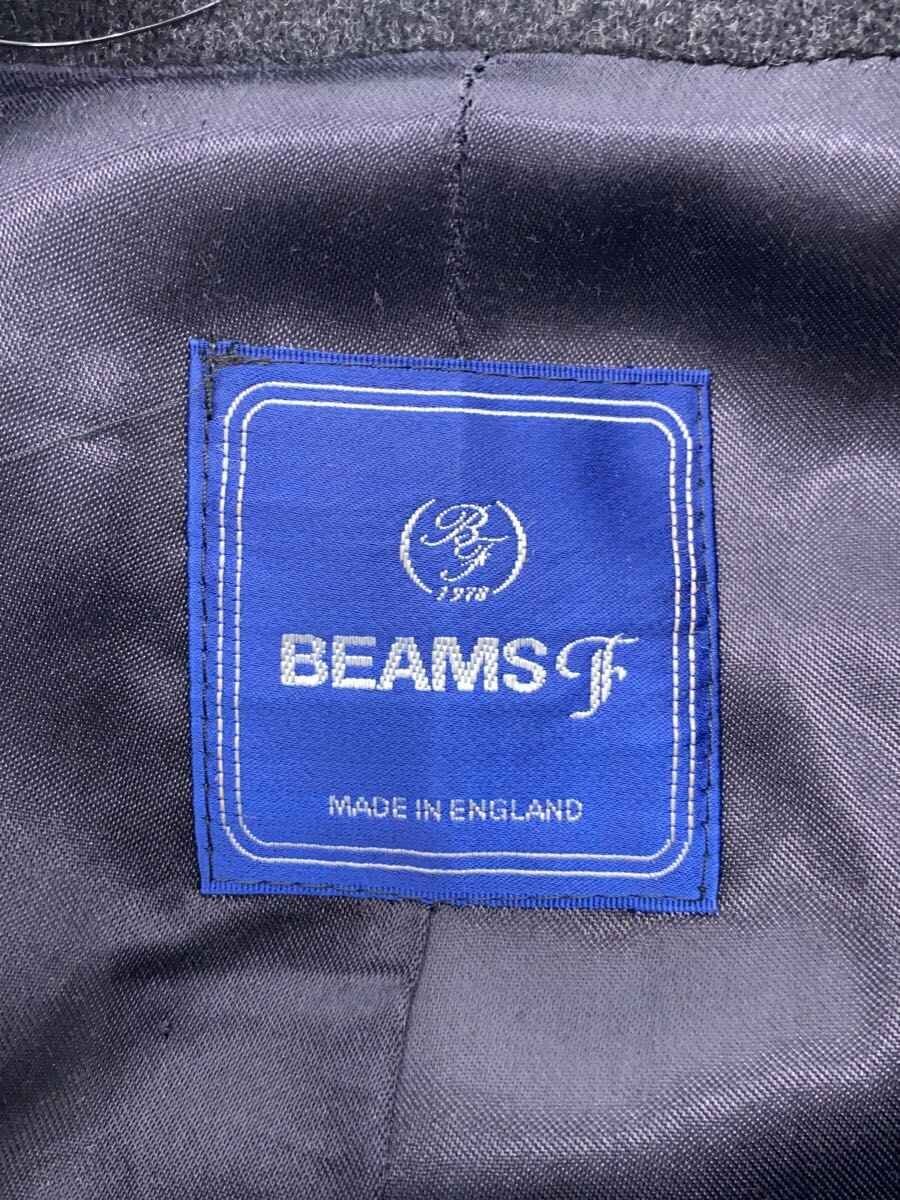 BF
1978
BEAMS F
MADE IN ENGLAND